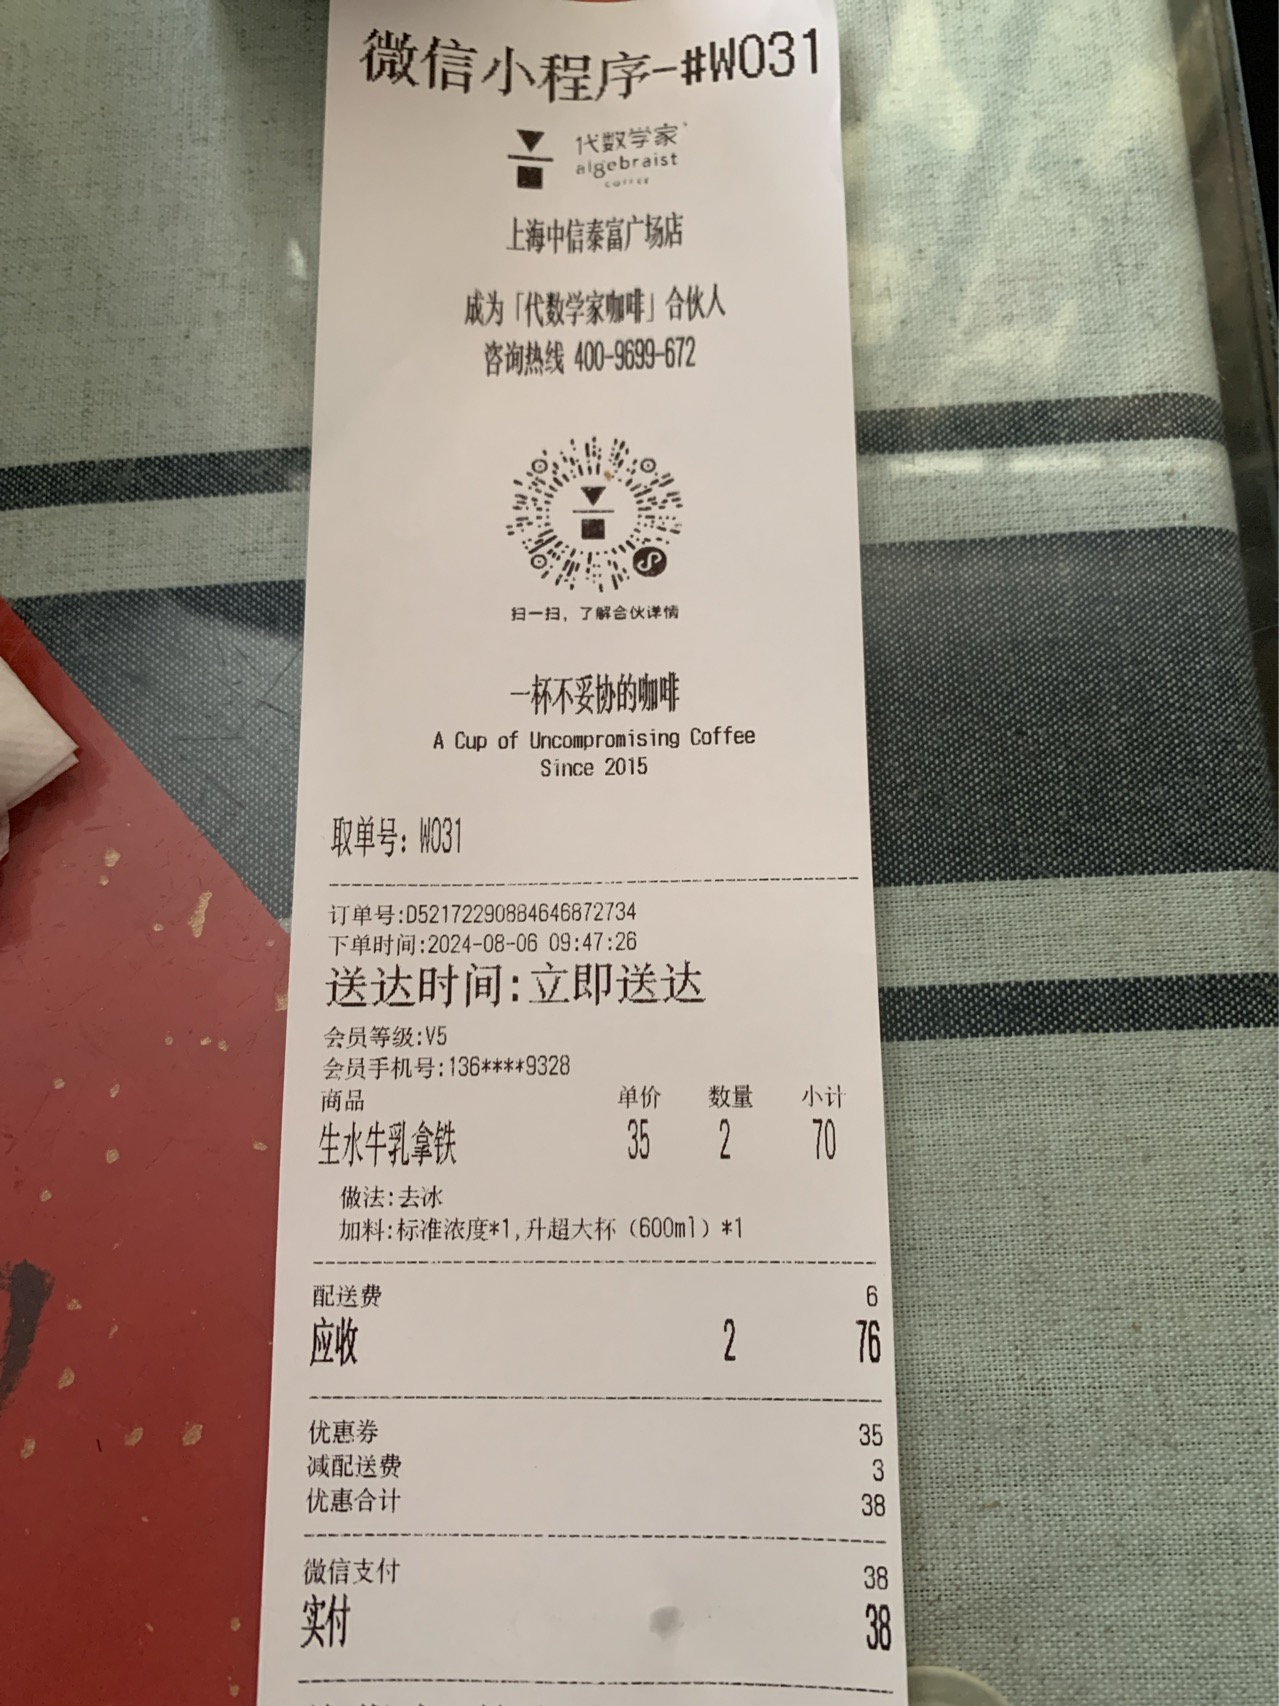 微信小程序-#W031
代数学家
algebraist
coffee
上海中信泰富广场店
成为「代数学家咖啡」合伙人
咨询热线 400-9699-672
扫一扫，了解合伙详情
一杯不妥协的咖啡
A Cup of Uncompromising Coffee
Since 2015
取单号: W031
订单号:D52172290884646872734
下单时间:2024-08-06 09:47:26
送达时间:立即送达
会员等级:V5
会员手机号:136****9328
商品 单价 数量 小计
生水牛乳拿铁 35 2 70
做法:去冰
加料:标准浓度*1,升超大杯（600ml）*1
配送费 6
应收 2 76
优惠券 35
减配送费 3
优惠合计 38
微信支付 38
实付 38